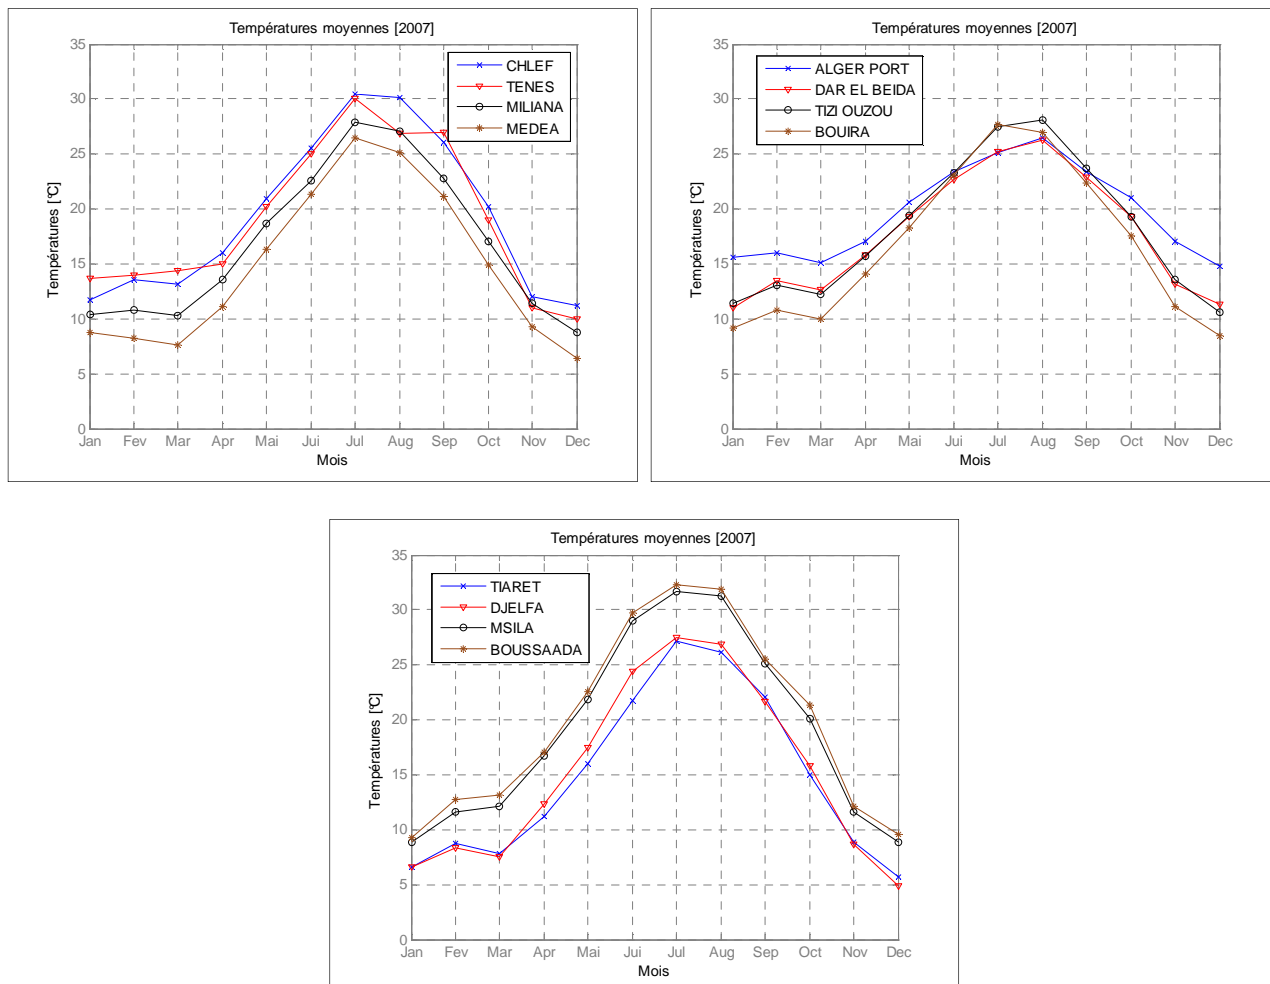 Températures moyennes [2007]
35
30
25
20
15
10
5
0
Températures [°C]
CHLEF
TENES
MILIANA
MEDEA
Jan Fev Mar Apr Mai Jui Jul Aug Sep Oct Nov Dec
Mois
Températures moyennes [2007]
35
30
25
20
15
10
5
0
Températures [°C]
ALGER PORT
DAR EL BEIDA
TIZI OUZOU
BOUIRA
Jan Fev Mar Apr Mai Jui Jul Aug Sep Oct Nov Dec
Mois
Températures moyennes [2007]
35
30
25
20
15
10
5
0
Températures [°C]
TIARET
DJELFA
MSILA
BOUSSAADA
Jan Fev Mar Apr Mai Jui Jul Aug Sep Oct Nov Dec
Mois